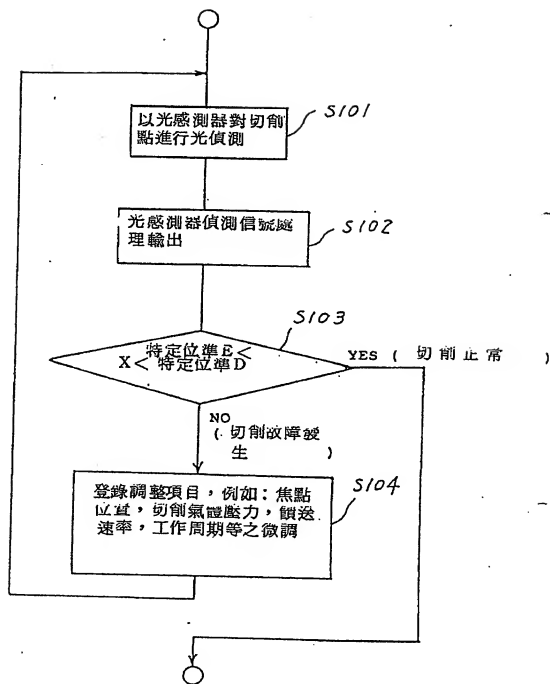 S101
以光感測器對切削
點進行光偵測
S102
光感測器偵測信號處
理輸出
S103
特定位準E<
X< 特定位準D
YES ( 切削正常 )
NO
( 切削故障發
生 )
S104
登錄調整項目，例如：焦點
位置，切削氣體壓力，饋送
速率，工作周期等之微調